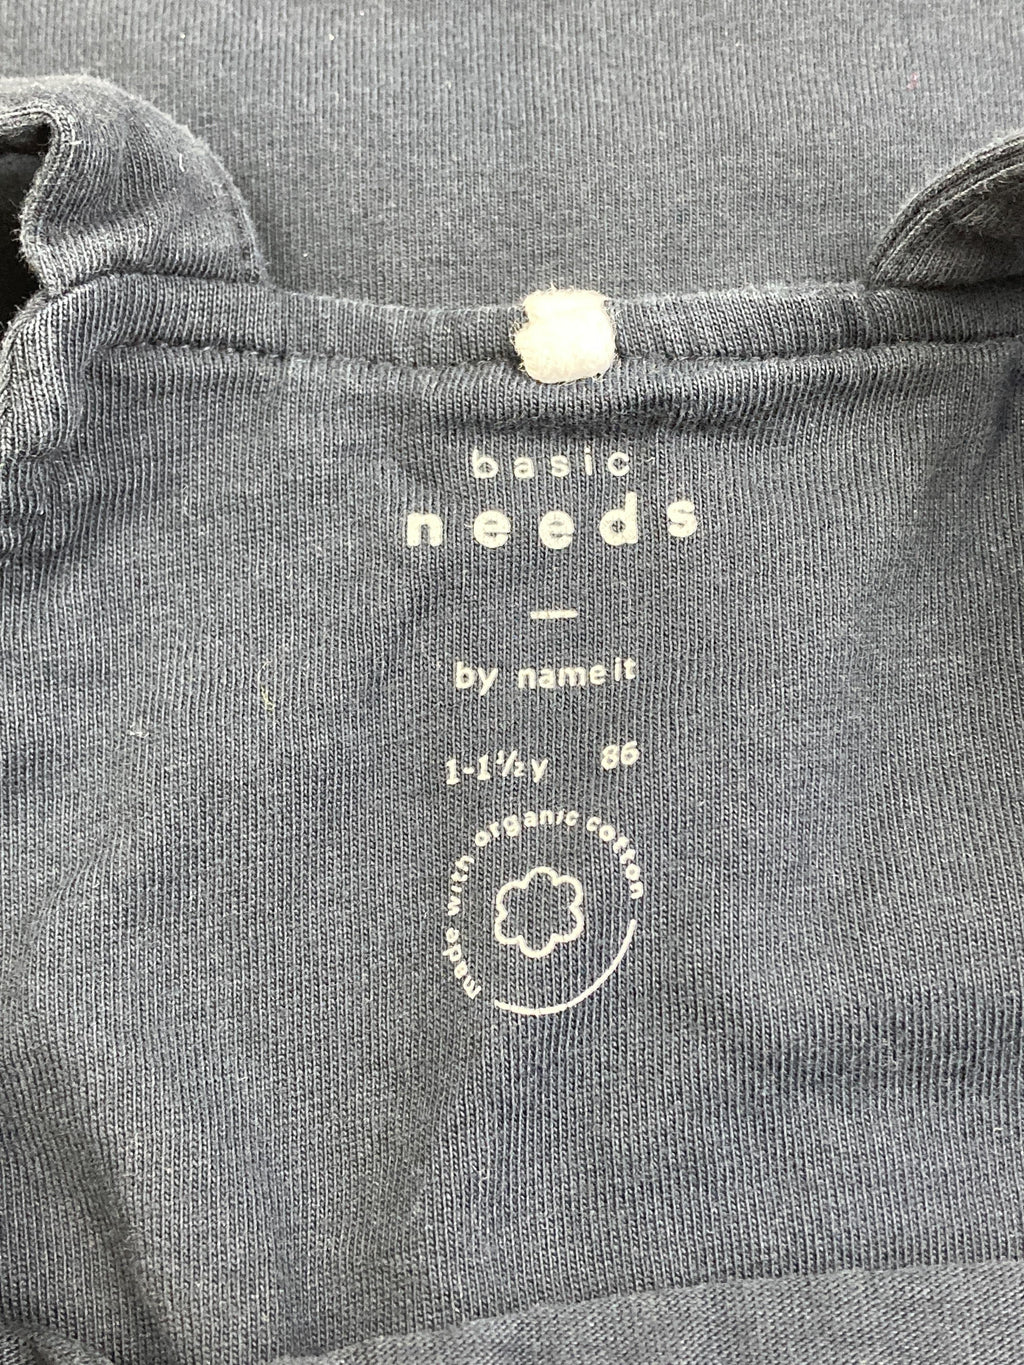 basic
needs
by name it
1-1½y 86
made with organic cotton